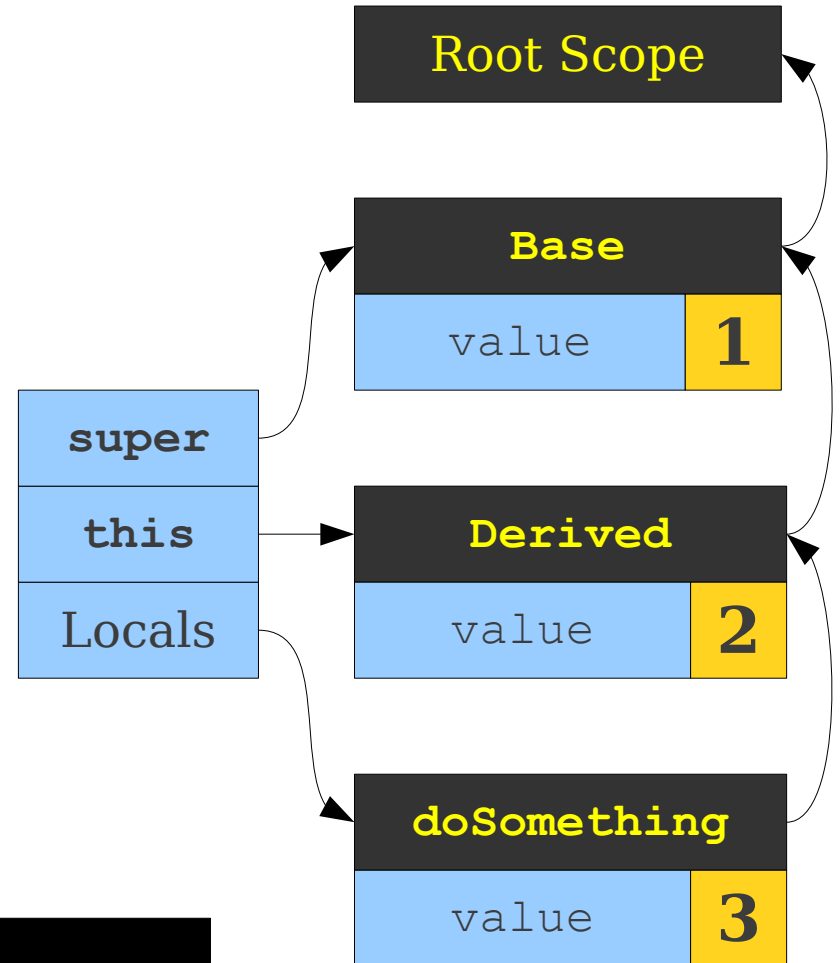 Root Scope
Base
value 1
super
this
Locals
Derived
value 2
doSomething
value 3